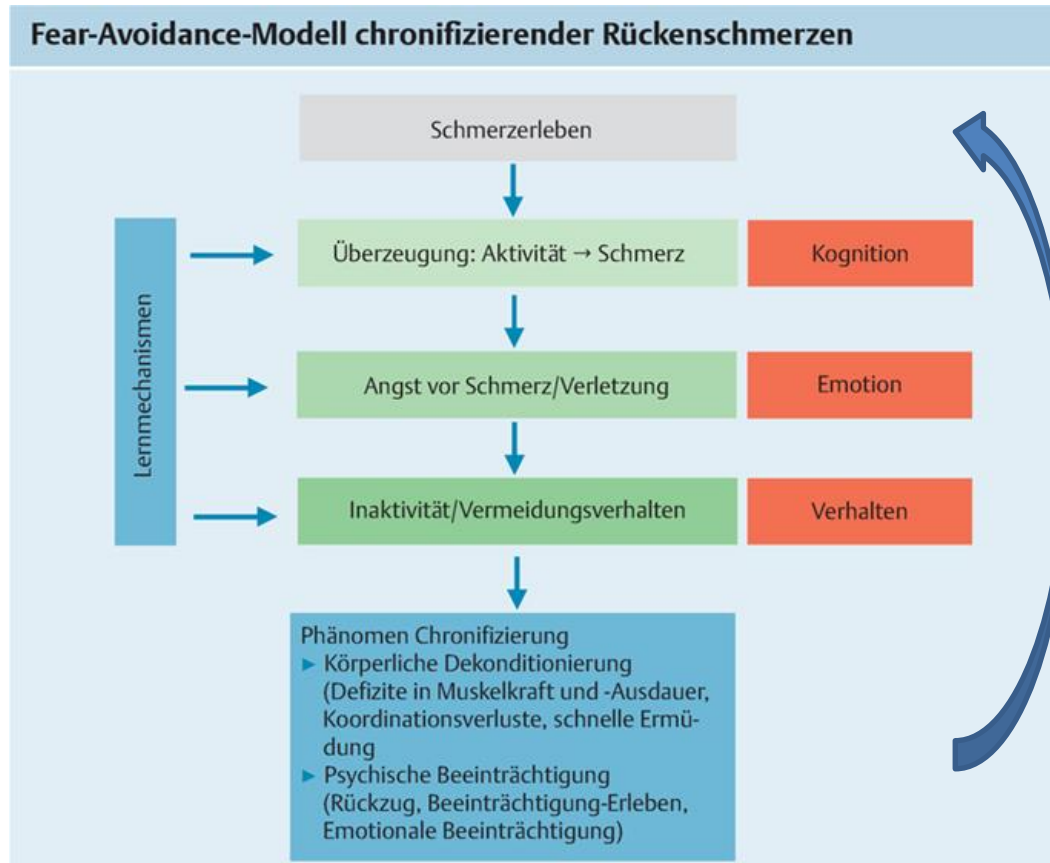 Fear-Avoidance-Modell chronifizierender Rückenschmerzen
Schmerzerleben
Lernmechanismen
Überzeugung: Aktivität → Schmerz
Kognition
Angst vor Schmerz/Verletzung
Emotion
Inaktivität/Vermeidungsverhalten
Verhalten
Phänomen Chronifizierung
► Körperliche Dekonditionierung
(Defizite in Muskelkraft und -Ausdauer,
Koordinationsverluste, schnelle Ermü-
dung
► Psychische Beeinträchtigung
(Rückzug, Beeinträchtigung-Erleben,
Emotionale Beeinträchtigung)